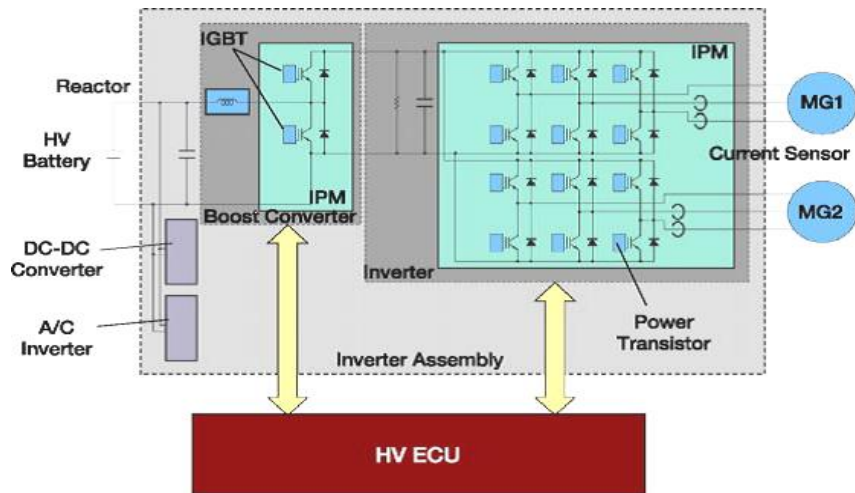 IGBT
IPM
Reactor
MG1
HV
Battery
Current Sensor
IPM
Boost Converter
MG2
DC-DC
Converter
Inverter
A/C
Inverter
Power
Transistor
Inverter Assembly
HV ECU